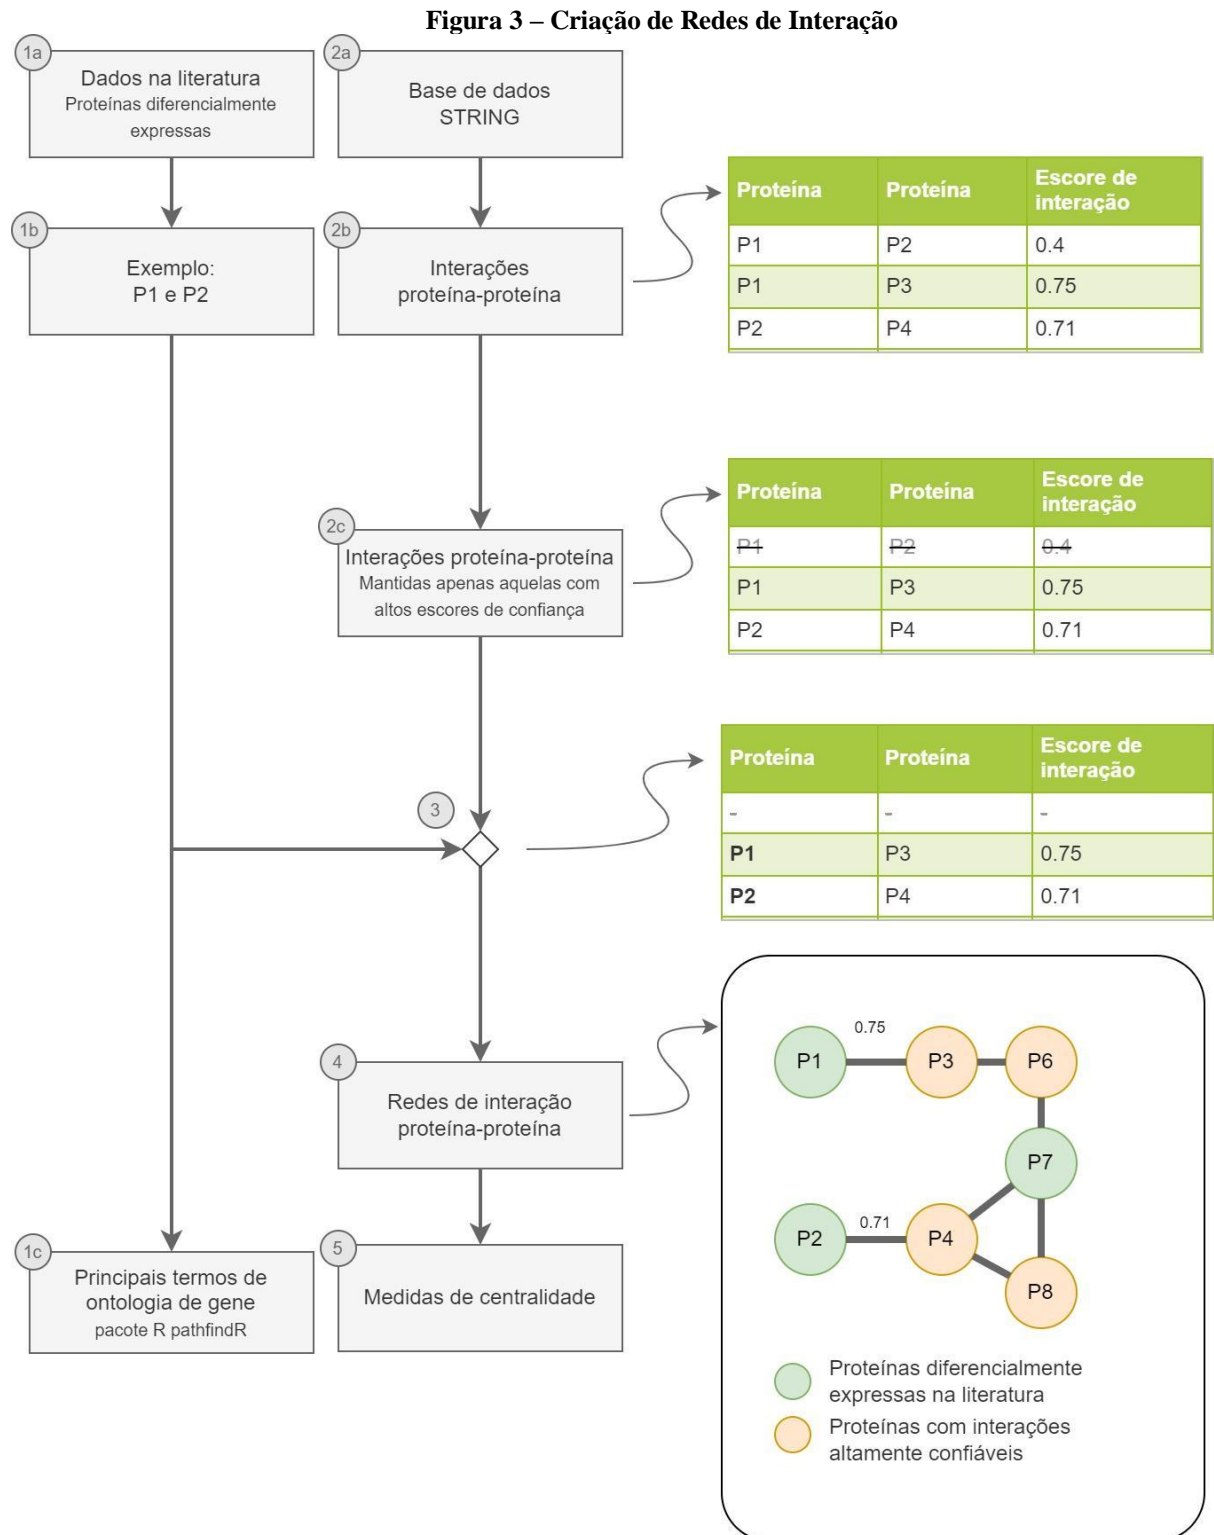 Figura 3 – Criação de Redes de Interação
1a
Dados na literatura
Proteínas diferencialmente
expressas
2a
Base de dados
STRING
1b
Exemplo:
P1 e P2
2b
Interações
proteína-proteína
Proteína Proteína Escore de
interação
P1 P2 0.4
P1 P3 0.75
P2 P4 0.71
2c
Interações proteína-proteína
Mantidas apenas aquelas com
altos escores de confiança
Proteína Proteína Escore de
interação
P1 P2 0.4
P1 P3 0.75
P2 P4 0.71
3
Proteína Proteína Escore de
interação
- - -
P1 P3 0.75
P2 P4 0.71
4
Redes de interação
proteína-proteína
1c
Principais termos de
ontologia de gene
pacote R pathfindR
5
Medidas de centralidade
0.75
P1 P3 P6
P7
0.71
P2 P4
P8
Proteínas diferencialmente
expressas na literatura
Proteínas com interações
altamente confiáveis